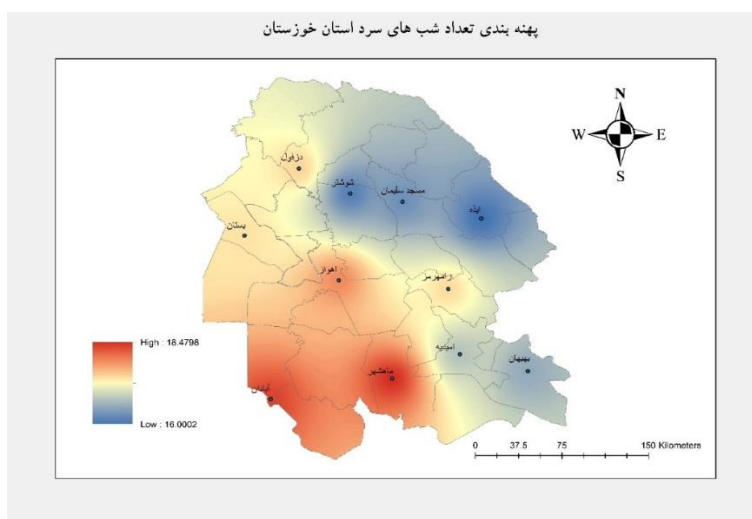 پهنه بندی تعداد شب های سرد استان خوزستان
N
W E
S
دزفول
شوشتر
مسجد سلیمان
ایذه
بستان
اهواز
رامهرمز
امیدیه
بهبهان
ماهشهر
آبادان
High : 18.4798
Low : 16.0002
0 37.5 75 150 Kilometers